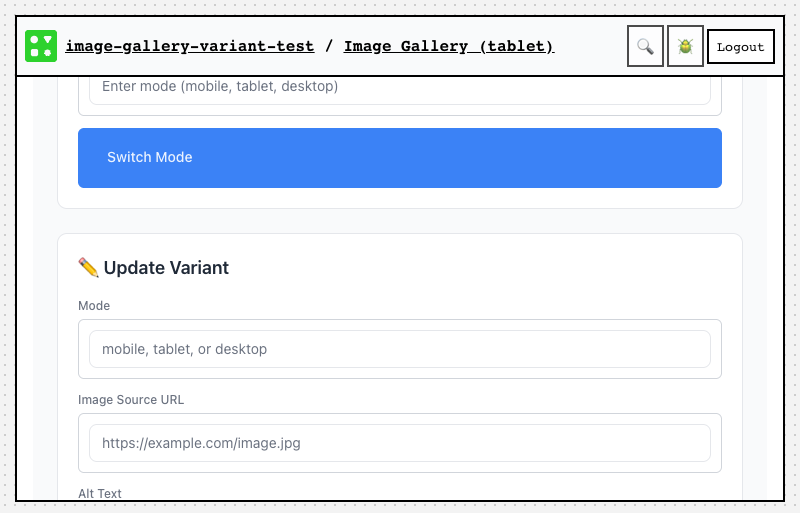 image-gallery-variant-test / Image Gallery (tablet)
Logout
Enter mode (mobile, tablet, desktop)
Switch Mode
Update Variant
Mode
mobile, tablet, or desktop
Image Source URL
https://example.com/image.jpg
Alt Text